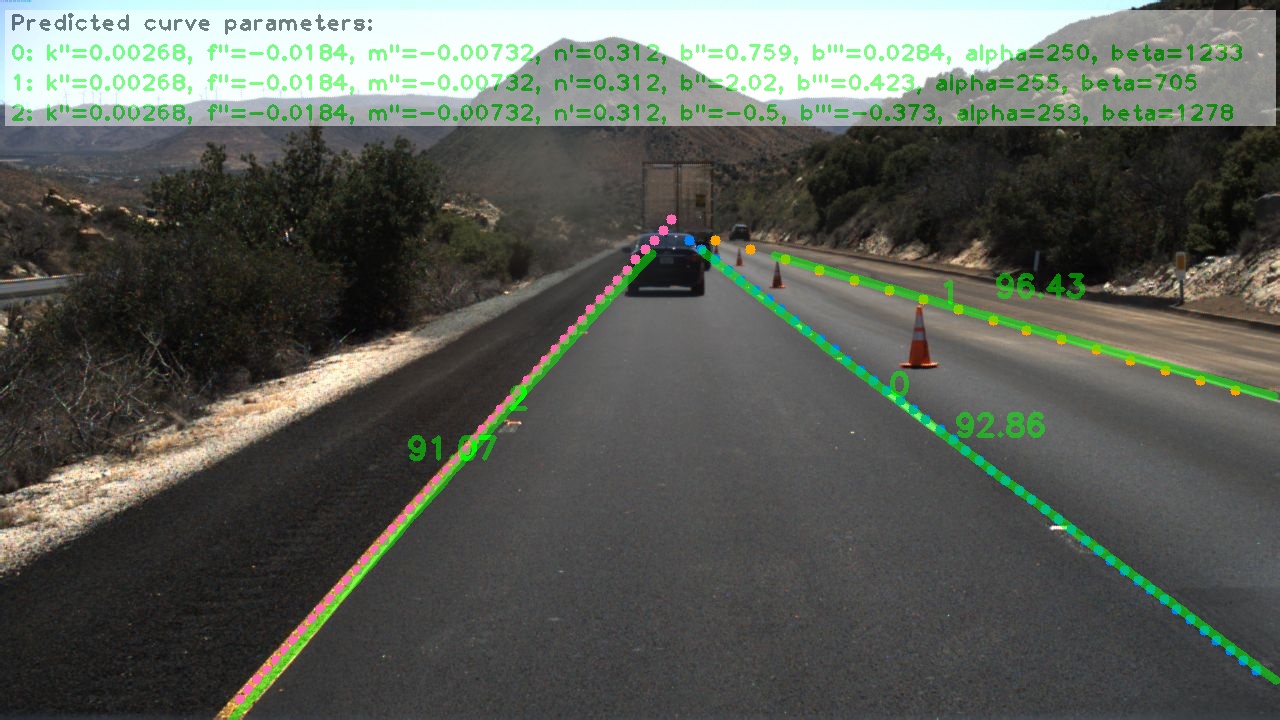 Predicted curve parameters:
0: k''=0.00268, f''=-0.0184, m''=-0.00732, n'=0.312, b''=0.759, b'''=0.0284, alpha=250, beta=1233
1: k''=0.00268, f''=-0.0184, m''=-0.00732, n'=0.312, b''=2.02, b'''=0.423, alpha=255, beta=705
2: k''=0.00268, f''=-0.0184, m''=-0.00732, n'=0.312, b''=-0.5, b'''=-0.373, alpha=253, beta=1278
1 96.43
0
2
92.86
91.07